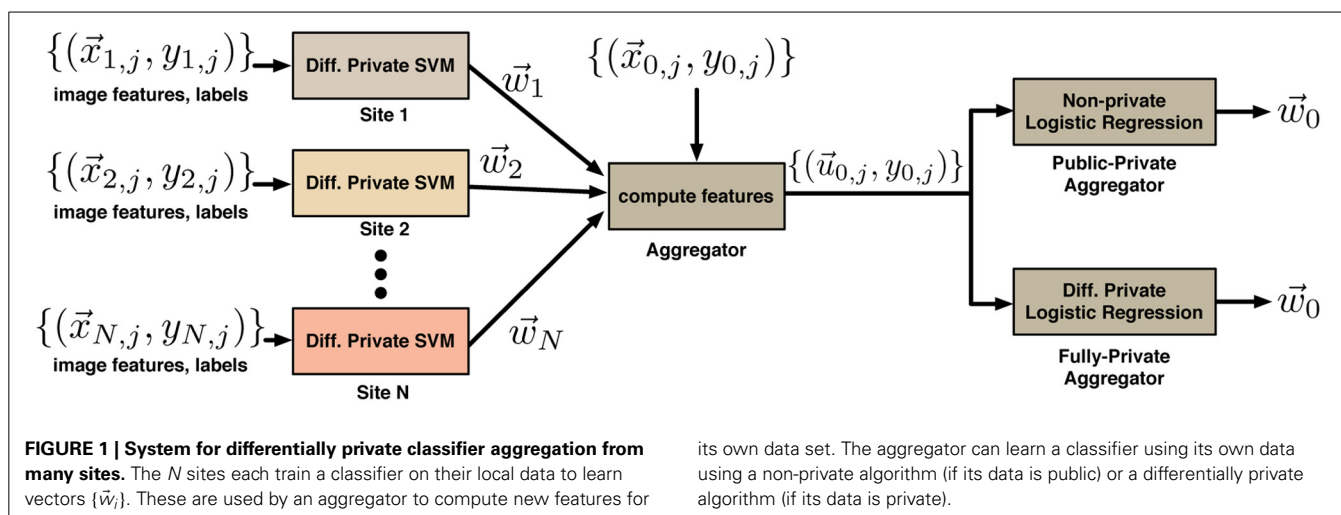 {(x⃗₁,ⱼ, y₁,ⱼ)}
image features, labels
Diff. Private SVM
Site 1
w⃗₁
{(x⃗₂,ⱼ, y₂,ⱼ)}
image features, labels
Diff. Private SVM
Site 2
w⃗₂
{(x⃗_N,ⱼ, y_N,ⱼ)}
image features, labels
Diff. Private SVM
Site N
w⃗_N
{(x⃗₀,ⱼ, y₀,ⱼ)}
compute features
Aggregator
{(u⃗₀,ⱼ, y₀,ⱼ)}
Non-private
Logistic Regression
Public-Private
Aggregator
w⃗₀
Diff. Private
Logistic Regression
Fully-Private
Aggregator
w⃗₀
FIGURE 1 | System for differentially private classifier aggregation from
many sites. The N sites each train a classifier on their local data to learn
vectors {w⃗ᵢ}. These are used by an aggregator to compute new features for
its own data set. The aggregator can learn a classifier using its own data
using a non-private algorithm (if its data is public) or a differentially private
algorithm (if its data is private).